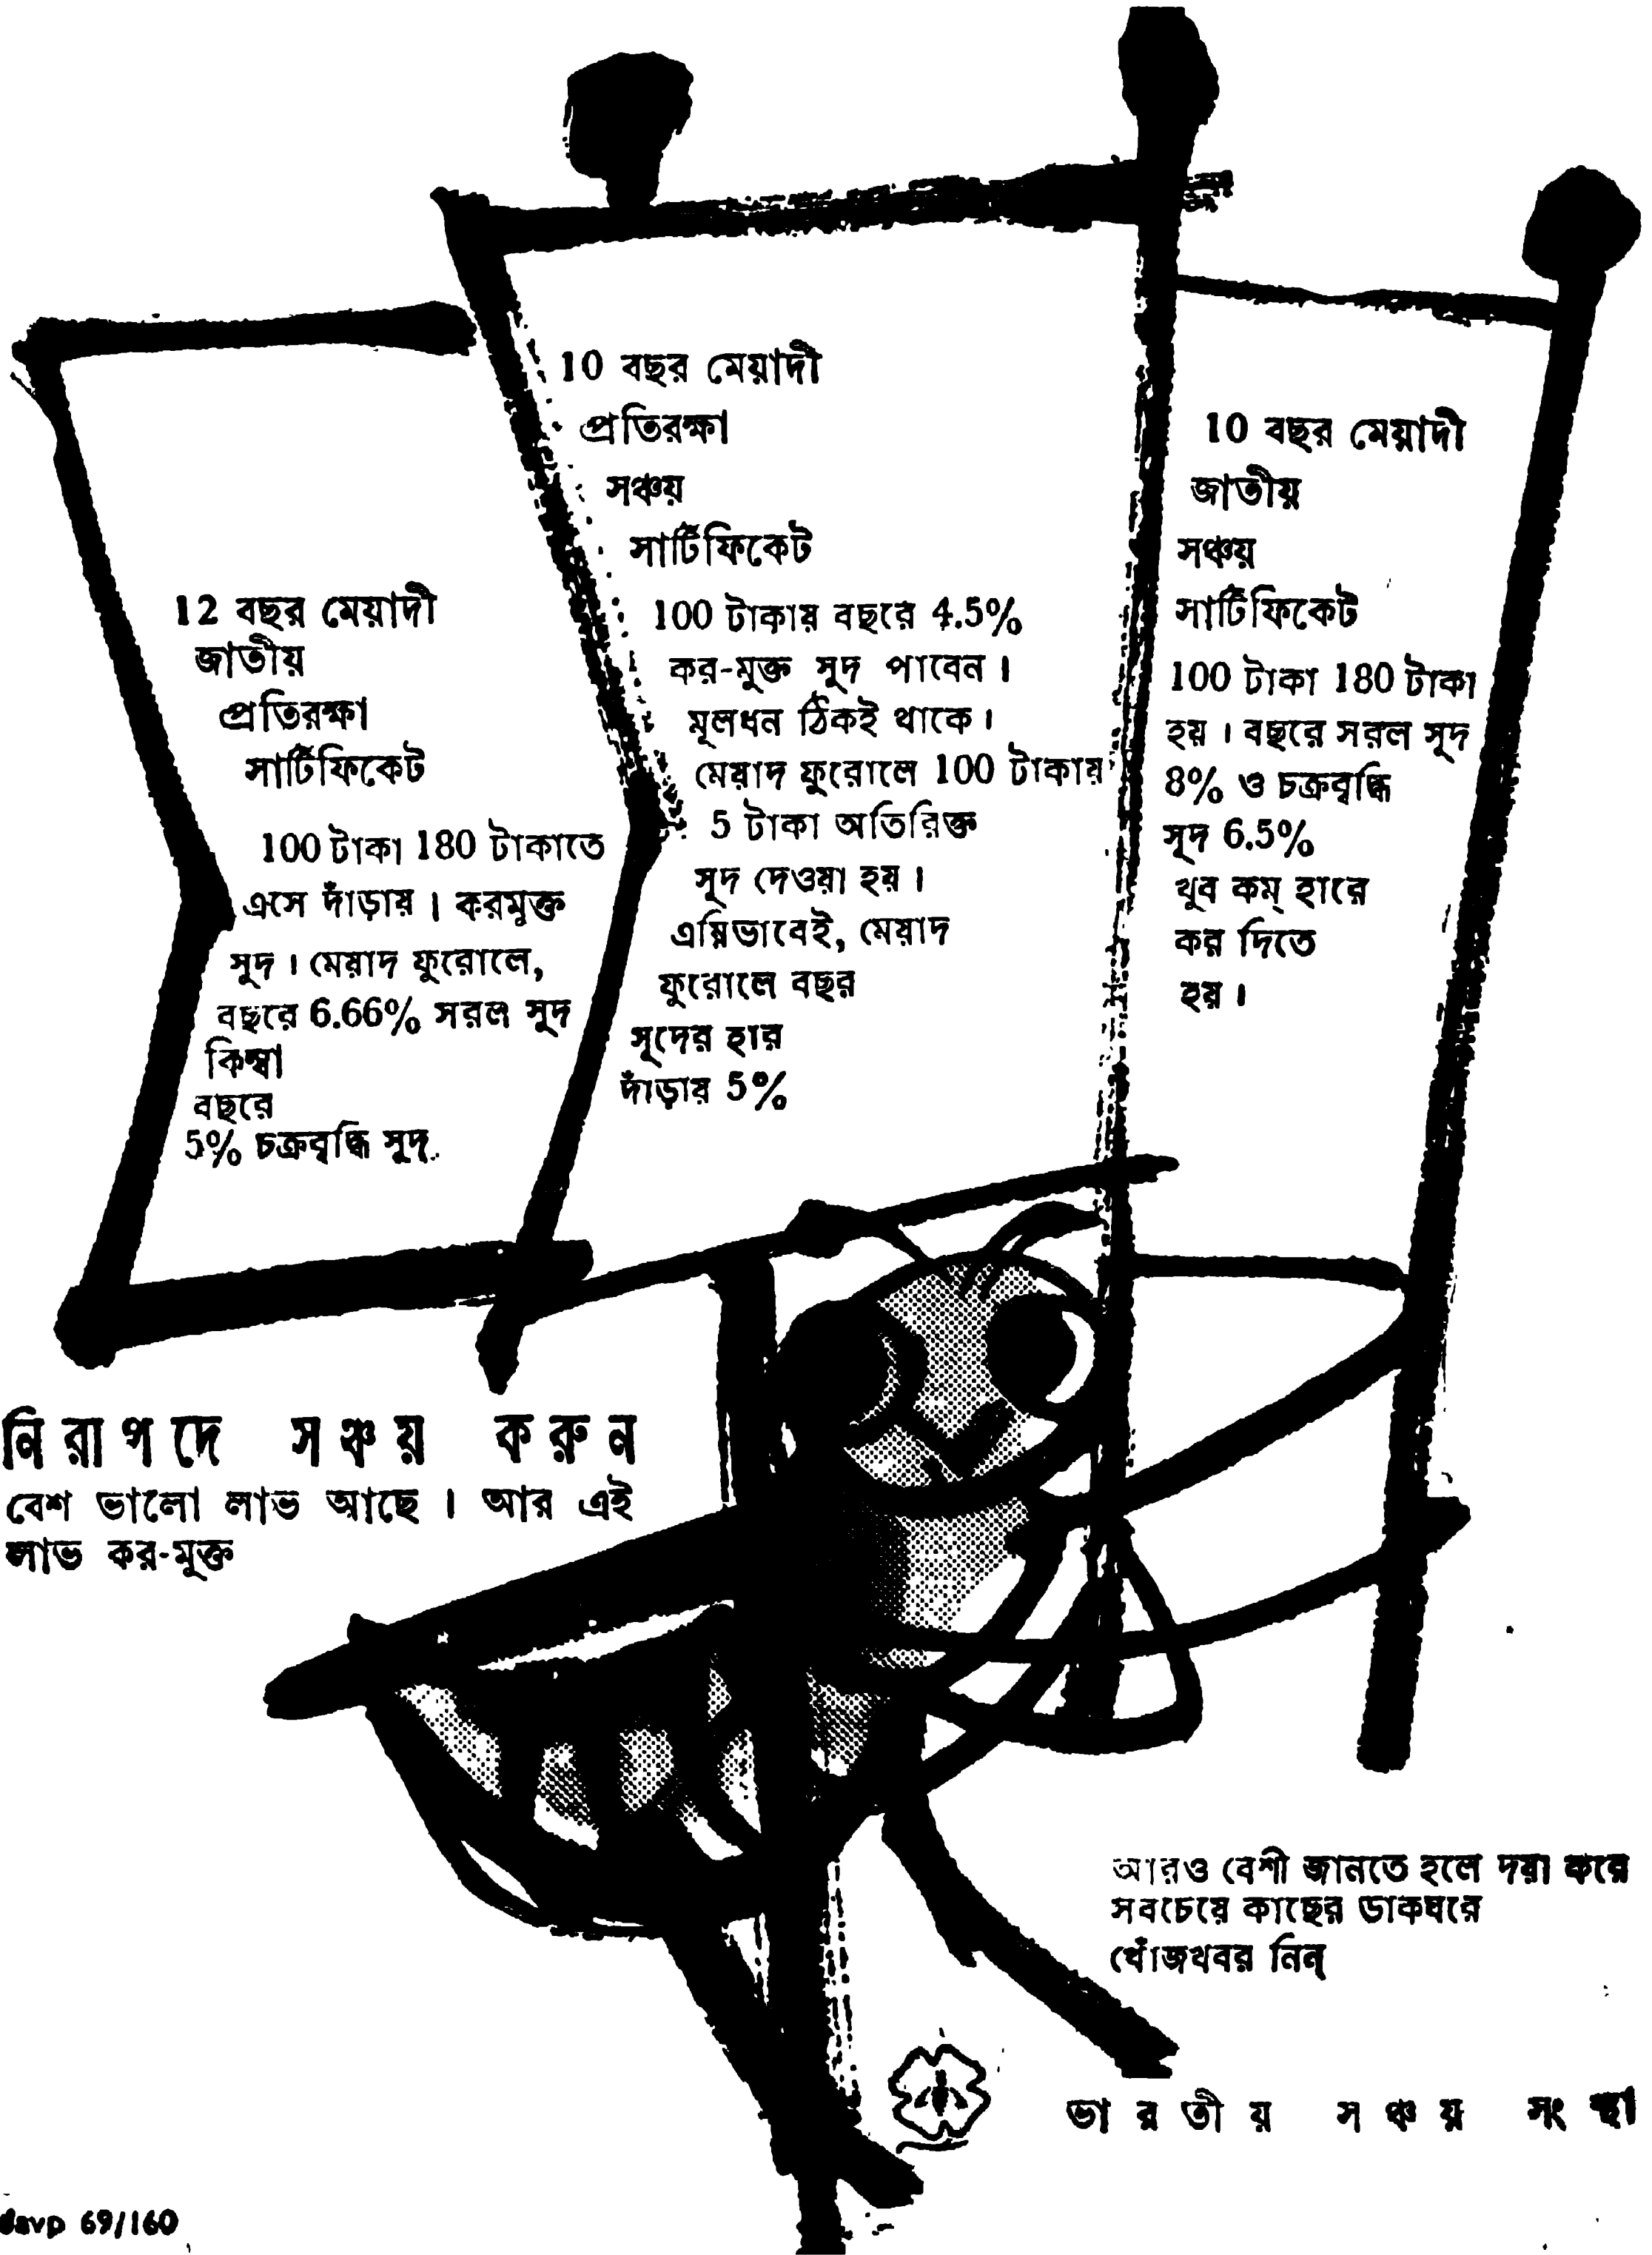 12 বছর মেয়াদী
জাতীয়
প্রতিরক্ষা
সার্টিফিকেট
100 টাকা 180 টাকাতে
এসে দাঁড়ায় । করমুক্ত
সুদ । মেয়াদ ফুরোলে,
বছরে 6.66% সরল সুদ
কিম্বা
বছরে
5% চক্রবৃদ্ধি সুদ
10 বছর মেয়াদী
প্রতিরক্ষা
সঞ্চয়
সার্টিফিকেট
100 টাকায় বছরে 4.5%
কর-মুক্ত সুদ পাবেন ।
মূলধন ঠিকই থাকে ।
মেয়াদ ফুরোলে 100 টাকায়
5 টাকা অতিরিক্ত
সুদ দেওয়া হয় ।
এম্নিভাবেই, মেয়াদ
ফুরোলে বছর
সুদের হার
দাঁড়ায় 5%
10 বছর মেয়াদী
জাতীয়
সঞ্চয়
সার্টিফিকেট
100 টাকা 180 টাকা
হয় । বছরে সরল সুদ
8% ও চক্রবৃদ্ধি
সুদ 6.5%
খুব কম্ হারে
কর দিতে
হয় ।
নিরাপদে সঞ্চয় করুন
বেশ ভালো লাভ আছে । আর এই
লাভ কর-মুক্ত
আরও বেশী জানতে হলে দয়া করে
সবচেয়ে কাছের ডাকঘরে
খোঁজখবর নিন্
ভারতীয় সঞ্চয় সংস্থা
davp 69/160